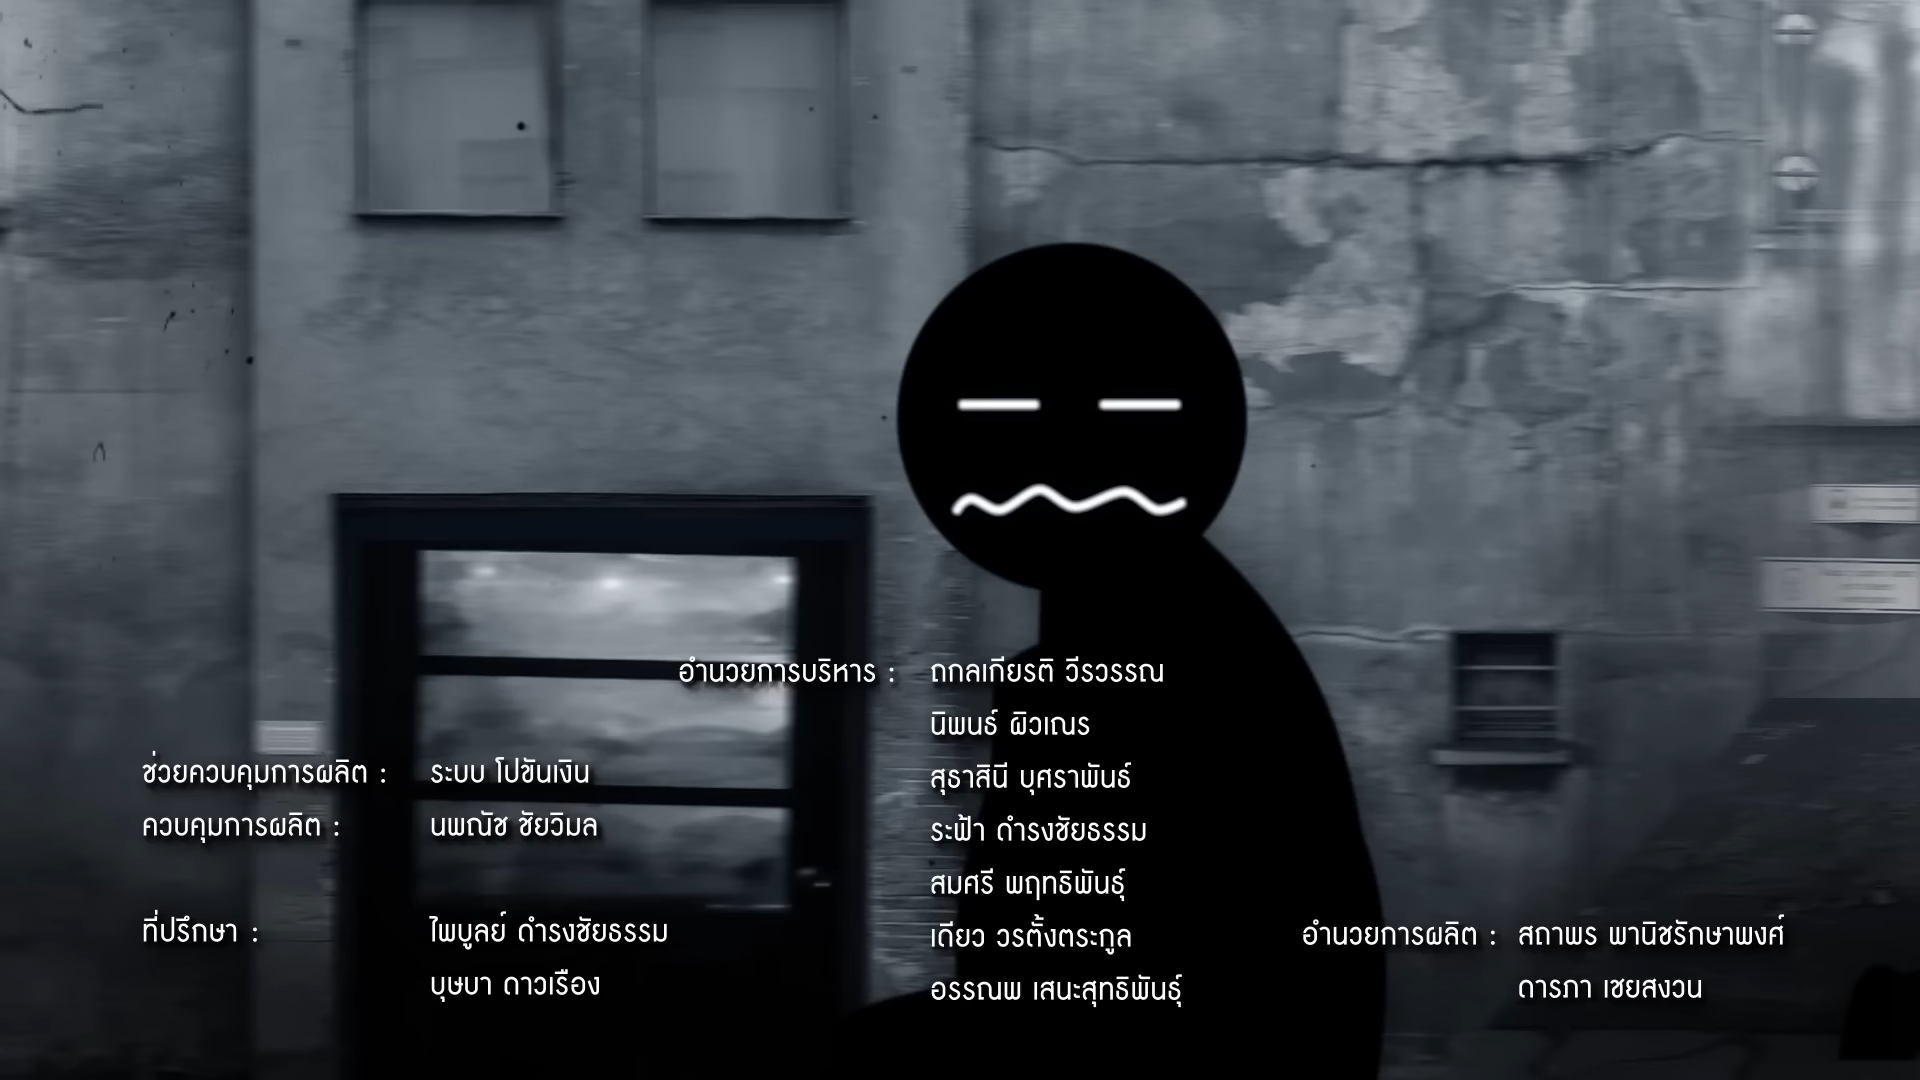 ช่วยควบคุมการผลิต : ระบบ โปขันเงิน
ควบคุมการผลิต : นพณัช ชัยวิมล
ที่ปรึกษา : ไพบูลย์ ดำรงชัยธรรม
บุษบา ดาวเรือง
อำนวยการบริหาร : ถกลเกียรติ วีรวรรณ
นิพนธ์ ผิวเณร
สุธาสินี บุศราพันธ์
ระฟ้า ดำรงชัยธรรม
สมศรี พฤทธิพันธุ์
เดียว วรตั้งตระกูล
อรรณพ เสนะสุทธิพันธุ์
อำนวยการผลิต : สถาพร พานิชรักษาพงศ์
ดารภา เชยสงวน